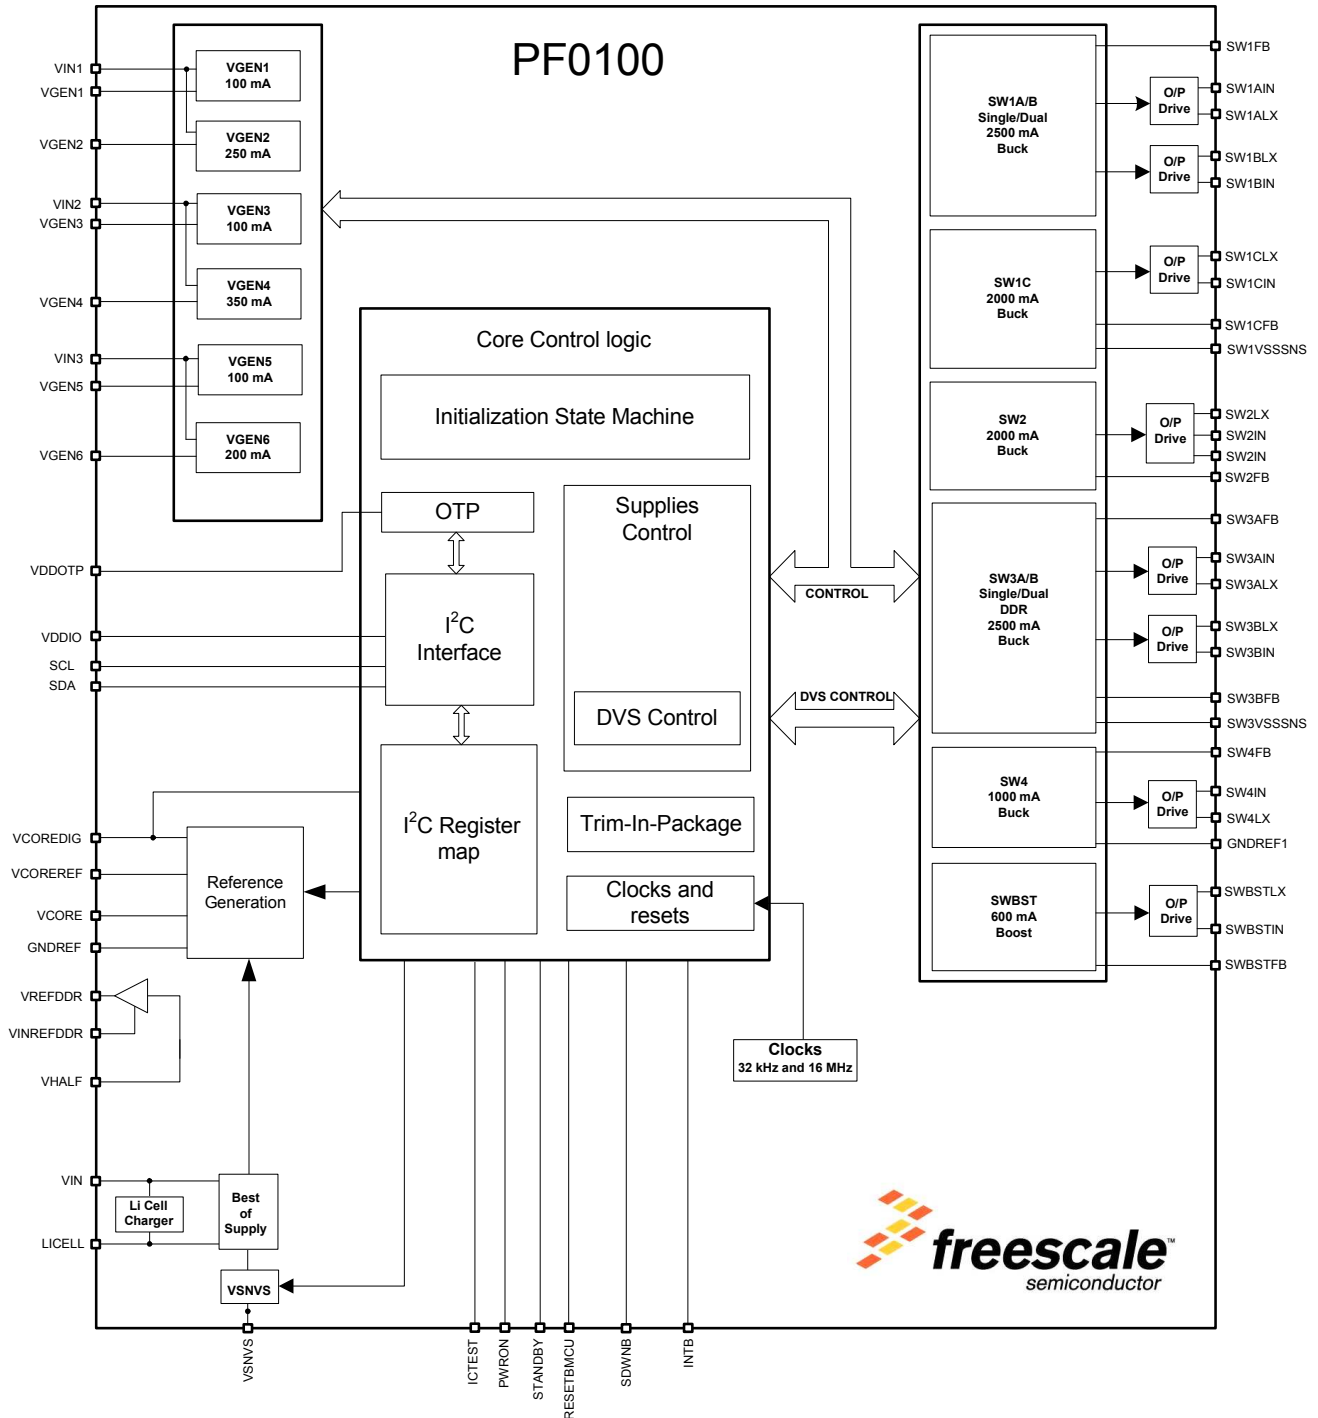 PF0100
VIN1
VGEN1
VGEN2
VIN2
VGEN3
VGEN4
VIN3
VGEN5
VGEN6
VDDOTP
VDDIO
SCL
SDA
VCOREDIG
VCOREREF
VCORE
GNDREF
VREFDDR
VINREFDDR
VHALF
VIN
LICELL
VGEN1
100 mA
VGEN2
250 mA
VGEN3
100 mA
VGEN4
350 mA
VGEN5
100 mA
VGEN6
200 mA
Core Control logic
Initialization State Machine
OTP
I²C
Interface
I²C Register
map
Supplies
Control
DVS Control
Trim-In-Package
Clocks and
resets
Reference
Generation
Clocks
32 kHz and 16 MHz
Li Cell
Charger
Best
of
Supply
VSNVS
CONTROL
DVS CONTROL
SW1A/B
Single/Dual
2500 mA
Buck
SW1C
2000 mA
Buck
SW2
2000 mA
Buck
SW3A/B
Single/Dual
DDR
2500 mA
Buck
SW4
1000 mA
Buck
SWBST
600 mA
Boost
O/P
Drive
O/P
Drive
O/P
Drive
O/P
Drive
O/P
Drive
O/P
Drive
O/P
Drive
O/P
Drive
SW1FB
SW1AIN
SW1ALX
SW1BLX
SW1BIN
SW1CLX
SW1CIN
SW1CFB
SW1VSSSNS
SW2LX
SW2IN
SW2IN
SW2FB
SW3AFB
SW3AIN
SW3ALX
SW3BLX
SW3BIN
SW3BFB
SW3VSSSNS
SW4FB
SW4IN
SW4LX
GNDREF1
SWBSTLX
SWBSTIN
SWBSTFB
freescale™
semiconductor
VSNVS
ICTEST
PWRON
STANDBY
RESETBMCU
SDWNB
INTB